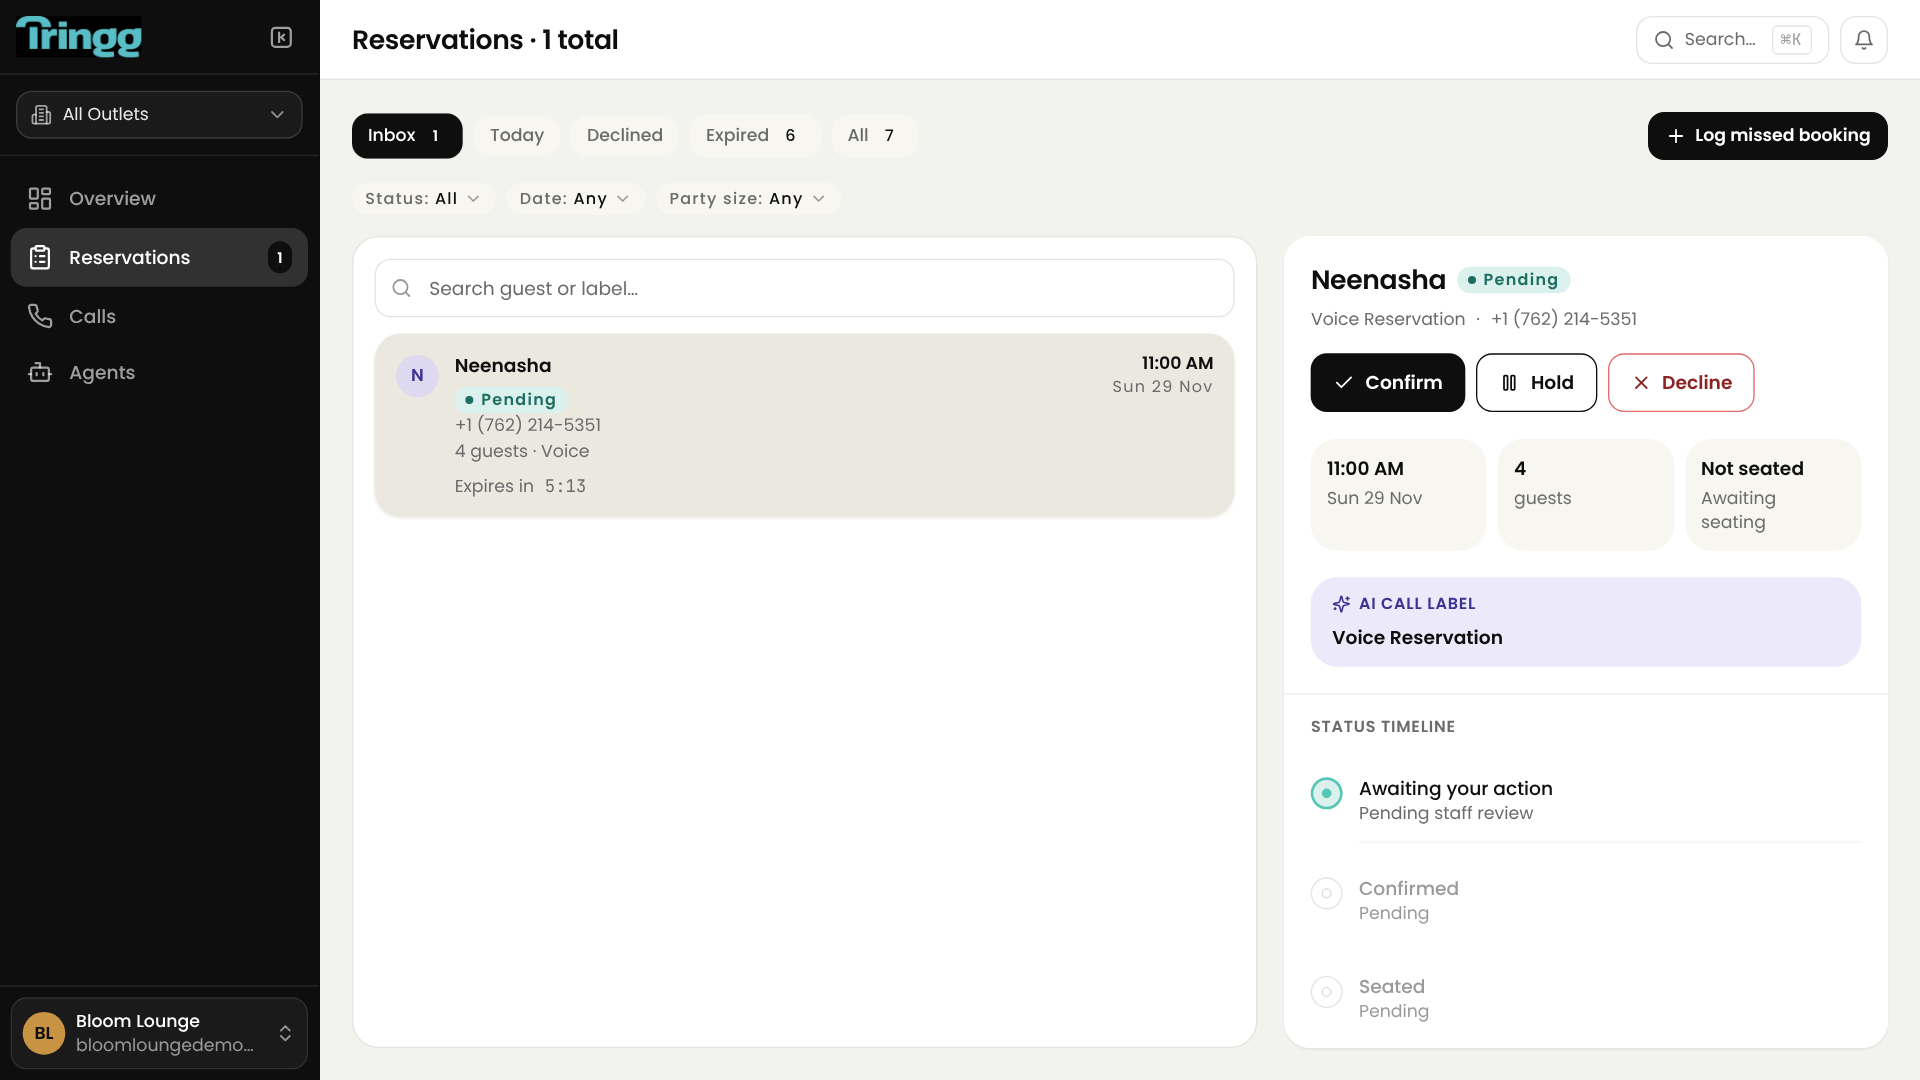 Tringg
All Outlets
Overview
Reservations 1
Calls
Agents
BL
Bloom Lounge
bloomloungedemo...
Reservations · 1 total
Search... ⌘K
Inbox 1
Today
Declined
Expired 6
All 7
+ Log missed booking
Status: All
Date: Any
Party size: Any
Search guest or label...
N
Neenasha
Pending
+1 (762) 214-5351
4 guests · Voice
Expires in 5:13
11:00 AM
Sun 29 Nov
Neenasha Pending
Voice Reservation · +1 (762) 214-5351
Confirm
Hold
Decline
11:00 AM
Sun 29 Nov
4
guests
Not seated
Awaiting
seating
AI CALL LABEL
Voice Reservation
STATUS TIMELINE
Awaiting your action
Pending staff review
Confirmed
Pending
Seated
Pending